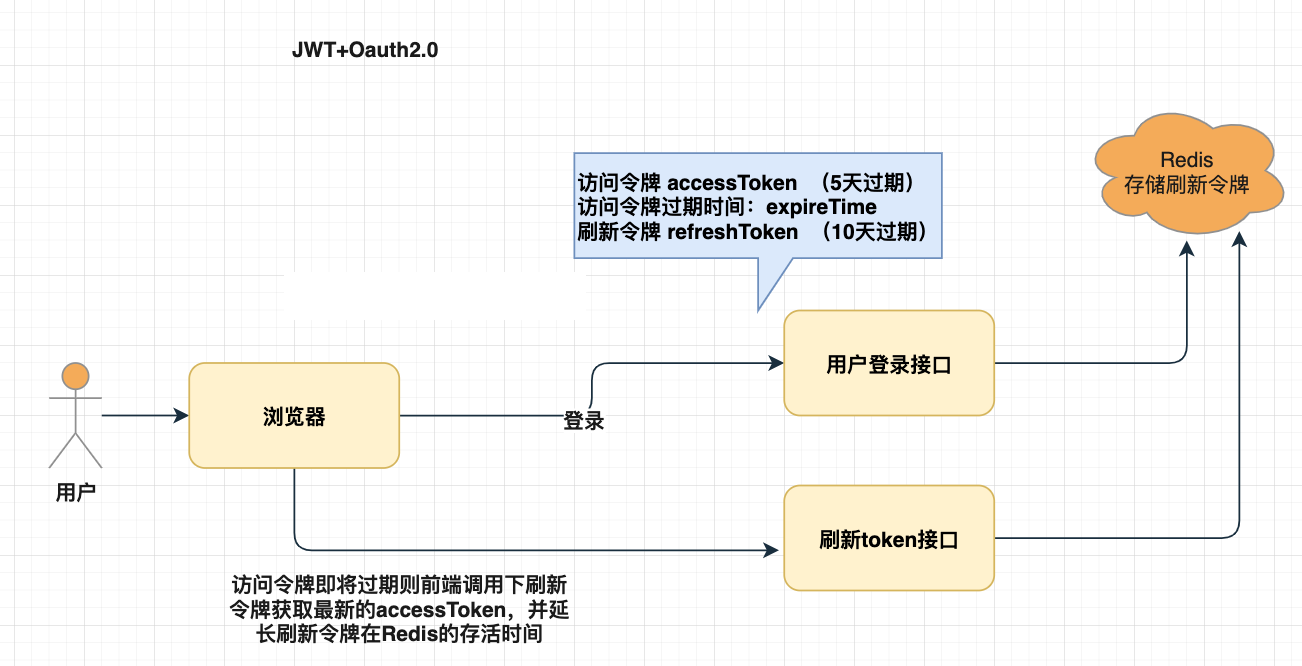 JWT+Oauth2.0
Redis
存储刷新令牌
访问令牌 accessToken （5天过期）
访问令牌过期时间：expireTime
刷新令牌 refreshToken （10天过期）
用户登录接口
浏览器
登录
用户
刷新token接口
访问令牌即将过期则前端调用下刷新
令牌获取最新的accessToken，并延
长刷新令牌在Redis的存活时间